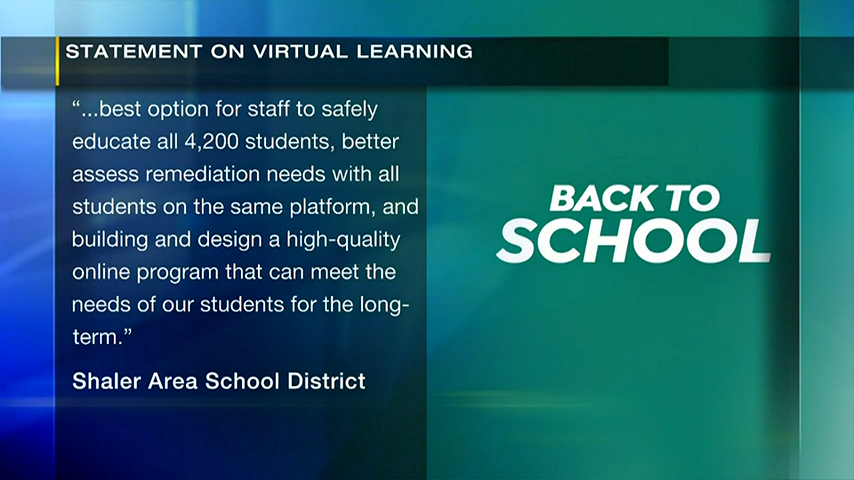 STATEMENT ON VIRTUAL LEARNING
“...best option for staff to safely
educate all 4,200 students, better
assess remediation needs with all
students on the same platform, and
building and design a high-quality
online program that can meet the
needs of our students for the long-
term.”
Shaler Area School District
BACK TO
SCHOOL